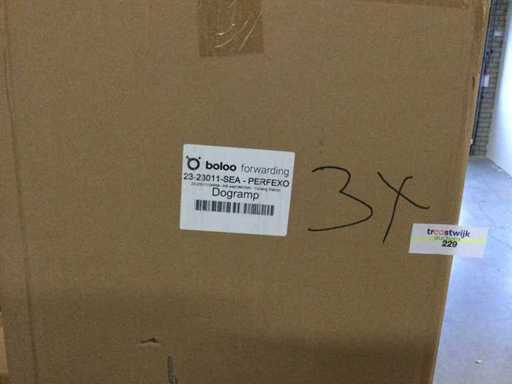 boloo forwarding
23-23011-SEA - PERFEXO
Dogramp
3X
troostwijk
229